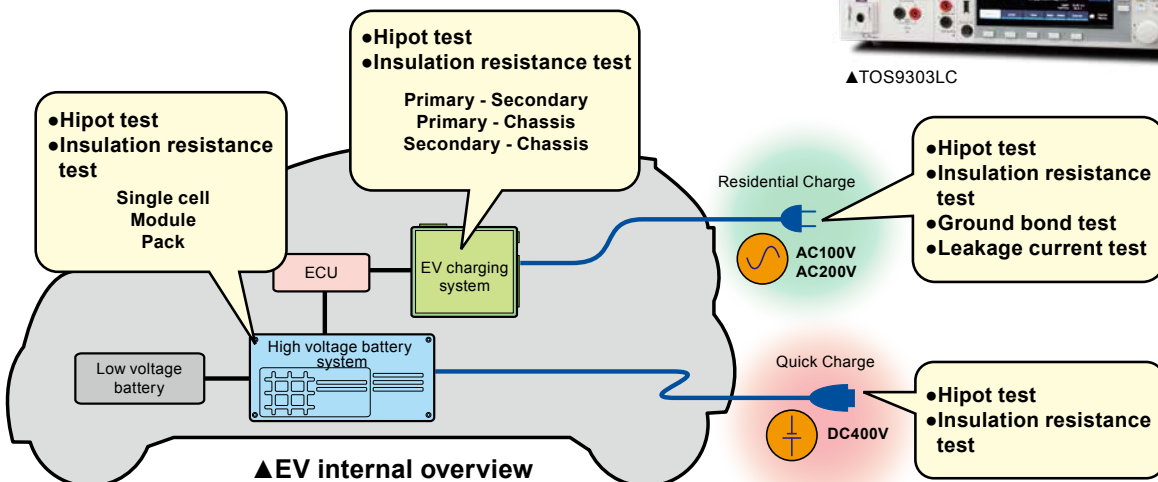 ●Hipot test
●Insulation resistance test
Primary - Secondary
Primary - Chassis
Secondary - Chassis
▲TOS9303LC
●Hipot test
●Insulation resistance
test
Single cell
Module
Pack
Residential Charge
AC100V
AC200V
●Hipot test
●Insulation resistance
test
●Ground bond test
●Leakage current test
ECU
EV charging
system
High voltage battery
system
Low voltage
battery
Quick Charge
DC400V
●Hipot test
●Insulation resistance
test
▲EV internal overview